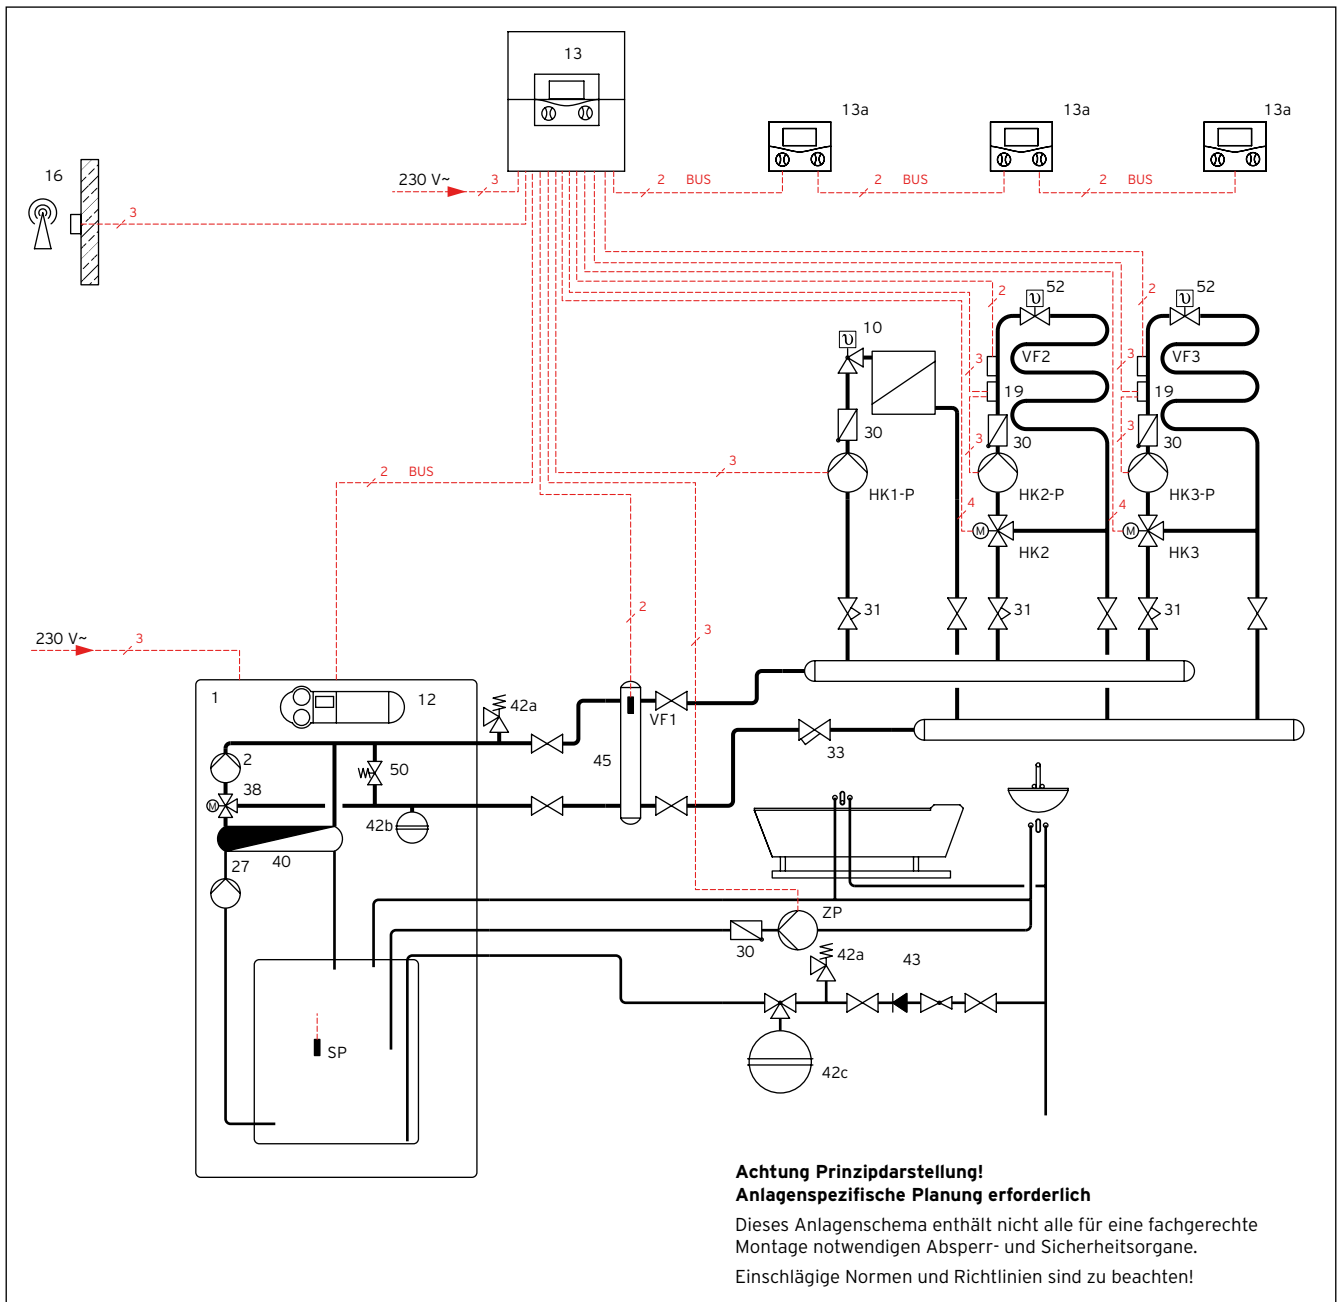 13
13a
13a
13a
230 V~
3
2 BUS
2 BUS
2 BUS
16
3
2
52
2
52
10
3
VF2
3
VF3
19
19
30
3
30
3
30
2 BUS
3
HK1-P
HK2-P
HK3-P
4
4
M
M
HK2
HK3
31
31
31
2
3
230 V~
3
1
12
42a
VF1
2
33
50
45
38
M
42b
27
40
ZP
30
42a
43
SP
42c
Achtung Prinzipdarstellung!
Anlagenspezifische Planung erforderlich
Dieses Anlagenschema enthält nicht alle für eine fachgerechte
Montage notwendigen Absperr- und Sicherheitsorgane.
Einschlägige Normen und Richtlinien sind zu beachten!